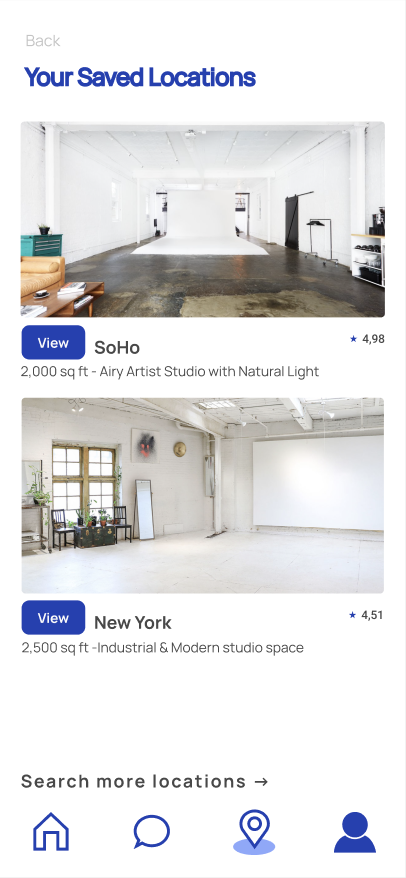 Back
Your Saved Locations
View SoHo ★ 4,98
2,000 sq ft - Airy Artist Studio with Natural Light
View New York ★ 4,51
2,500 sq ft -Industrial & Modern studio space
Search more locations →